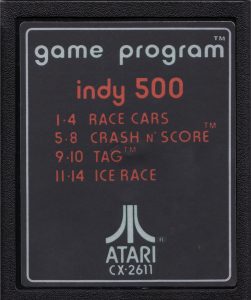 game program™
indy 500
1-4 RACE CARS
5-8 CRASH N' SCORE™
9-10 TAG™
11-14 ICE RACE
ATARI®
CX-2611